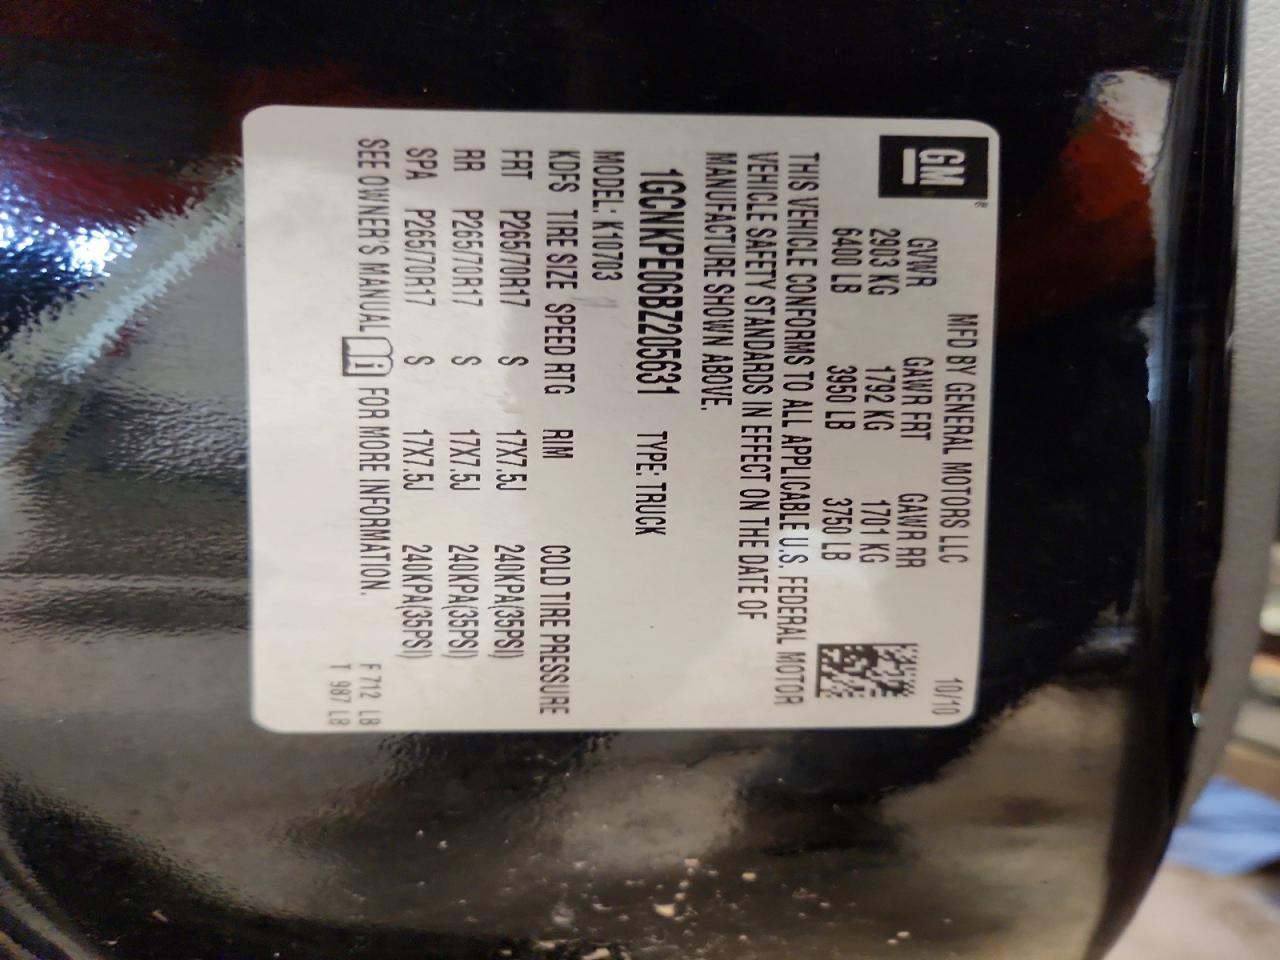 GM®
MFD BY GENERAL MOTORS LLC 10/10
GVWR GAWR FRT GAWR RR
2903 KG 1792 KG 1701 KG
6400 LB 3950 LB 3750 LB
THIS VEHICLE CONFORMS TO ALL APPLICABLE U.S. FEDERAL MOTOR
VEHICLE SAFETY STANDARDS IN EFFECT ON THE DATE OF
MANUFACTURE SHOWN ABOVE.
1GCNKPE06BZ205631 TYPE: TRUCK
MODEL: K10703
KDFS TIRE SIZE SPEED RTG RIM COLD TIRE PRESSURE
FRT P265/70R17 S 17X7.5J 240KPA(35PSI)
RR P265/70R17 S 17X7.5J 240KPA(35PSI)
SPA P265/70R17 S 17X7.5J 240KPA(35PSI)
SEE OWNER'S MANUAL i FOR MORE INFORMATION.
F 712 LB
T 987 LB